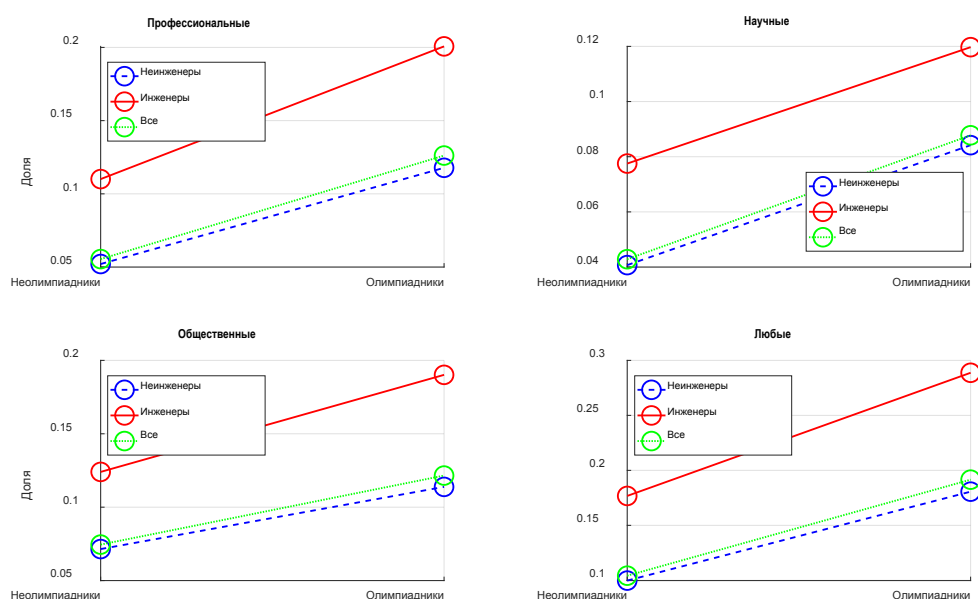 Профессиональные
0.2
0.15
0.1
0.05
Доля
Неинженеры
Инженеры
Все
Неолимпиадники
Олимпиадники
Научные
0.12
0.1
0.08
0.06
0.04
Неинженеры
Инженеры
Все
Неолимпиадники
Олимпиадники
Общественные
0.2
0.15
0.1
0.05
Доля
Неинженеры
Инженеры
Все
Неолимпиадники
Олимпиадники
Любые
0.3
0.25
0.2
0.15
0.1
Неинженеры
Инженеры
Все
Неолимпиадники
Олимпиадники